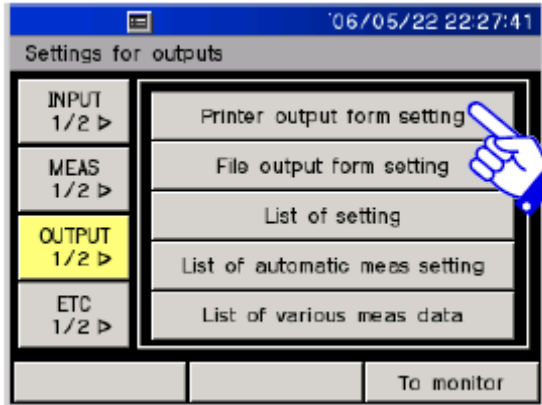 '06/05/22 22:27:41
Settings for outputs
INPUT
1/2 ▷
Printer output form setting
MEAS
1/2 ▷
File output form setting
List of setting
OUTPUT
1/2 ▷
List of automatic meas setting
ETC
1/2 ▷
List of various meas data
To monitor